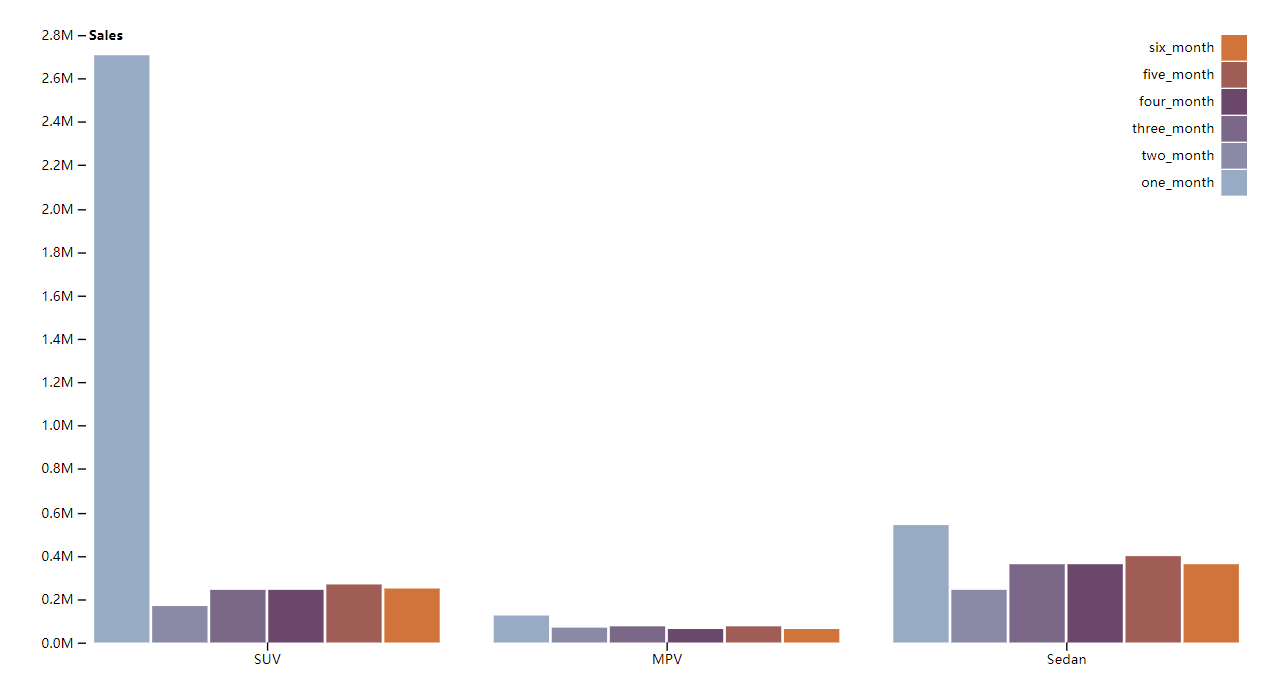 2.8M Sales
2.6M
2.4M
2.2M
2.0M
1.8M
1.6M
1.4M
1.2M
1.0M
0.8M
0.6M
0.4M
0.2M
0.0M
SUV MPV Sedan
six_month
five_month
four_month
three_month
two_month
one_month